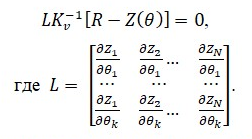 LK_v^{-1}[R − Z(θ)] = 0,
где L = [∂Z_1/∂θ_1 ∂Z_2/∂θ_1 … ∂Z_N/∂θ_1
… … …
∂Z_1/∂θ_k ∂Z_2/∂θ_k … ∂Z_N/∂θ_k].